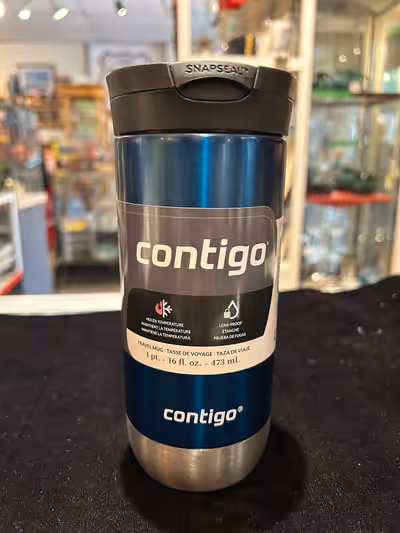 SNAPSEAL™
contigo®
HOLDS TEMPERATURE
MAINTIENT LA TEMPÉRATURE
MANTIENE LA TEMPERATURA
LEAK-PROOF
ÉTANCHE
PRUEBA DE FUGAS
TRAVEL MUG · TASSE DE VOYAGE · TAZA DE VIAJE
1 pt. - 16 fl. oz. - 473 mL
contigo®